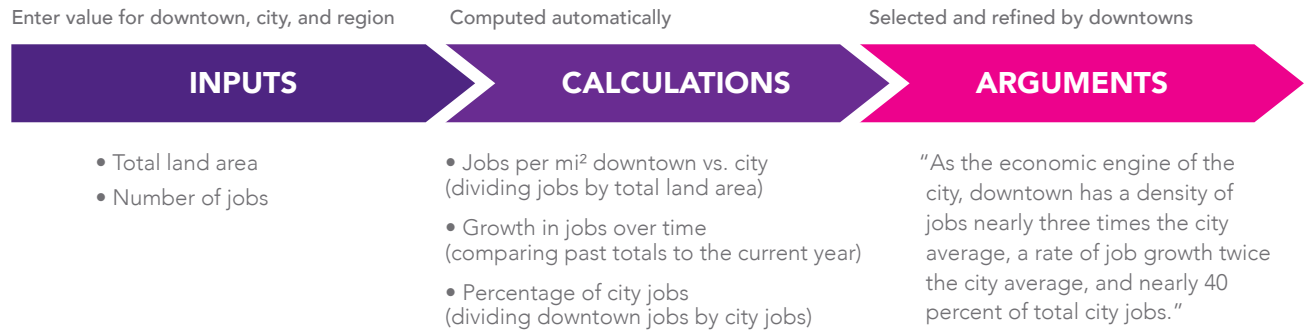 Enter value for downtown, city, and region
Computed automatically
Selected and refined by downtowns
INPUTS
CALCULATIONS
ARGUMENTS
• Total land area
• Number of jobs
• Jobs per mi² downtown vs. city
(dividing jobs by total land area)
• Growth in jobs over time
(comparing past totals to the current year)
• Percentage of city jobs
(dividing downtown jobs by city jobs)
“As the economic engine of the
city, downtown has a density of
jobs nearly three times the city
average, a rate of job growth twice
the city average, and nearly 40
percent of total city jobs.”